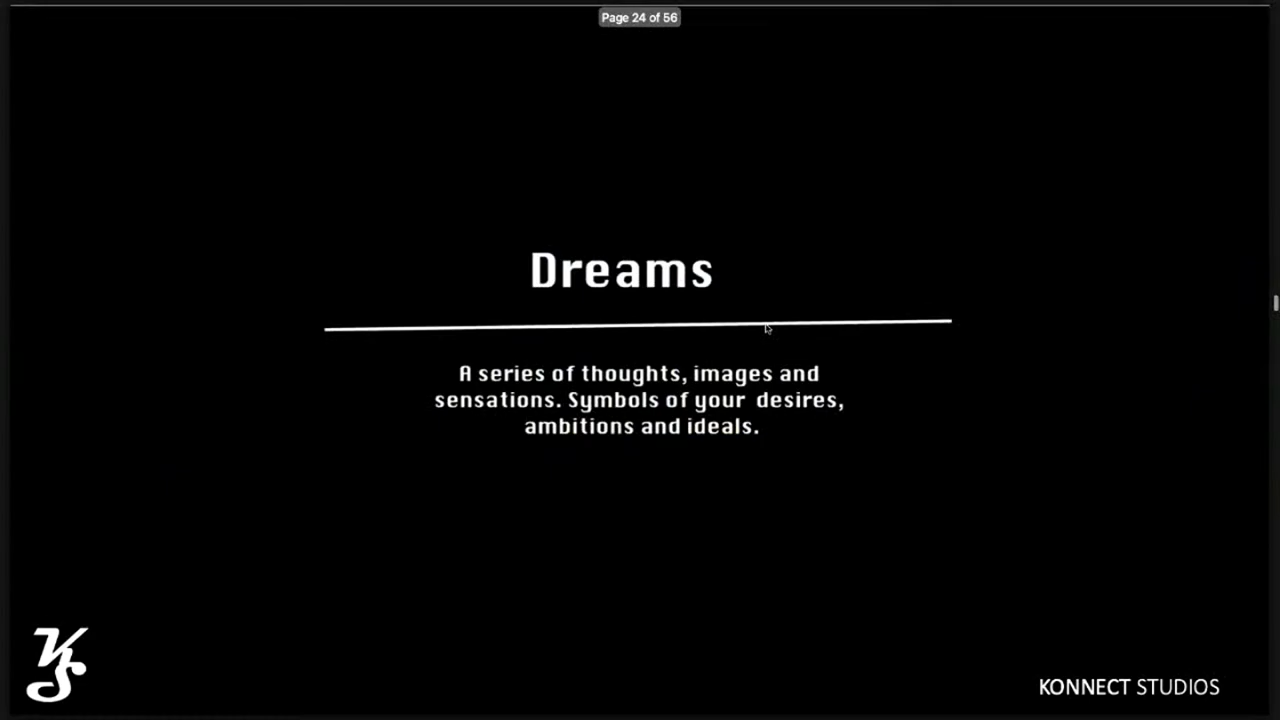 Page 24 of 56
Dreams
A series of thoughts, images and
sensations. Symbols of your desires,
ambitions and ideals.
KS
KONNECT STUDIOS